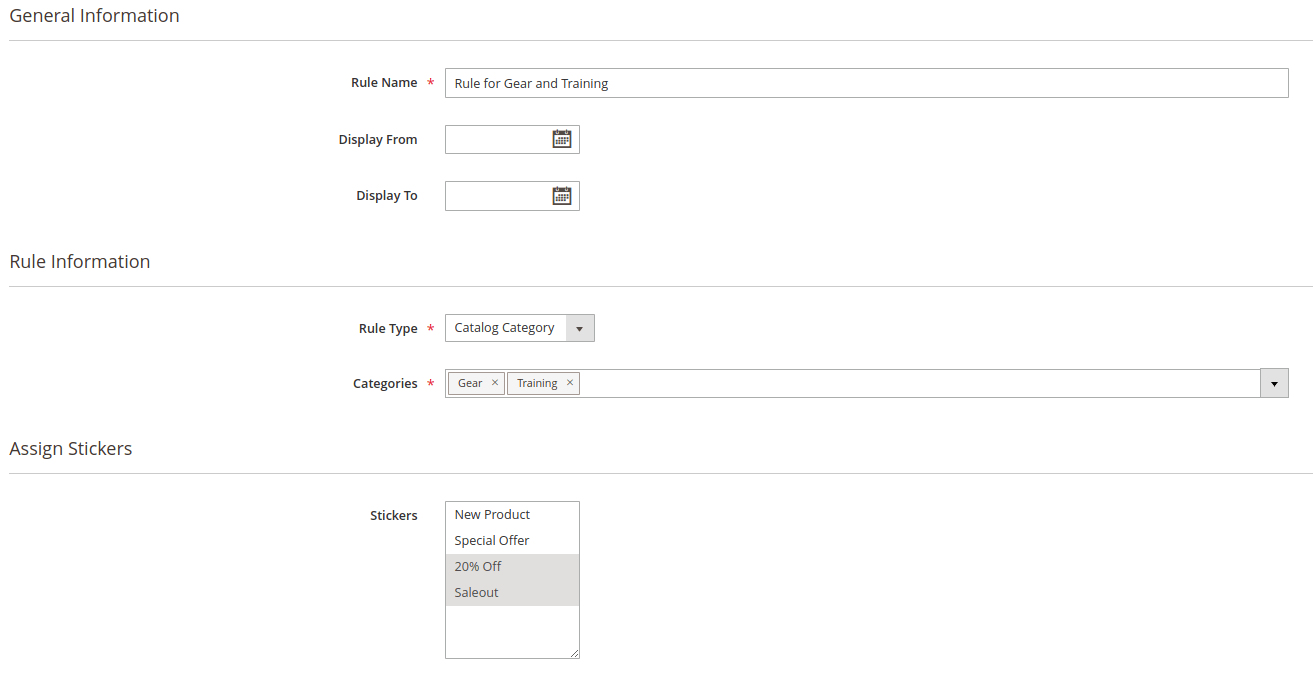 General Information
Rule Name *
Rule for Gear and Training
Display From
Display To
Rule Information
Rule Type *
Catalog Category
Categories *
Gear ×
Training ×
Assign Stickers
Stickers
New Product
Special Offer
20% Off
Saleout